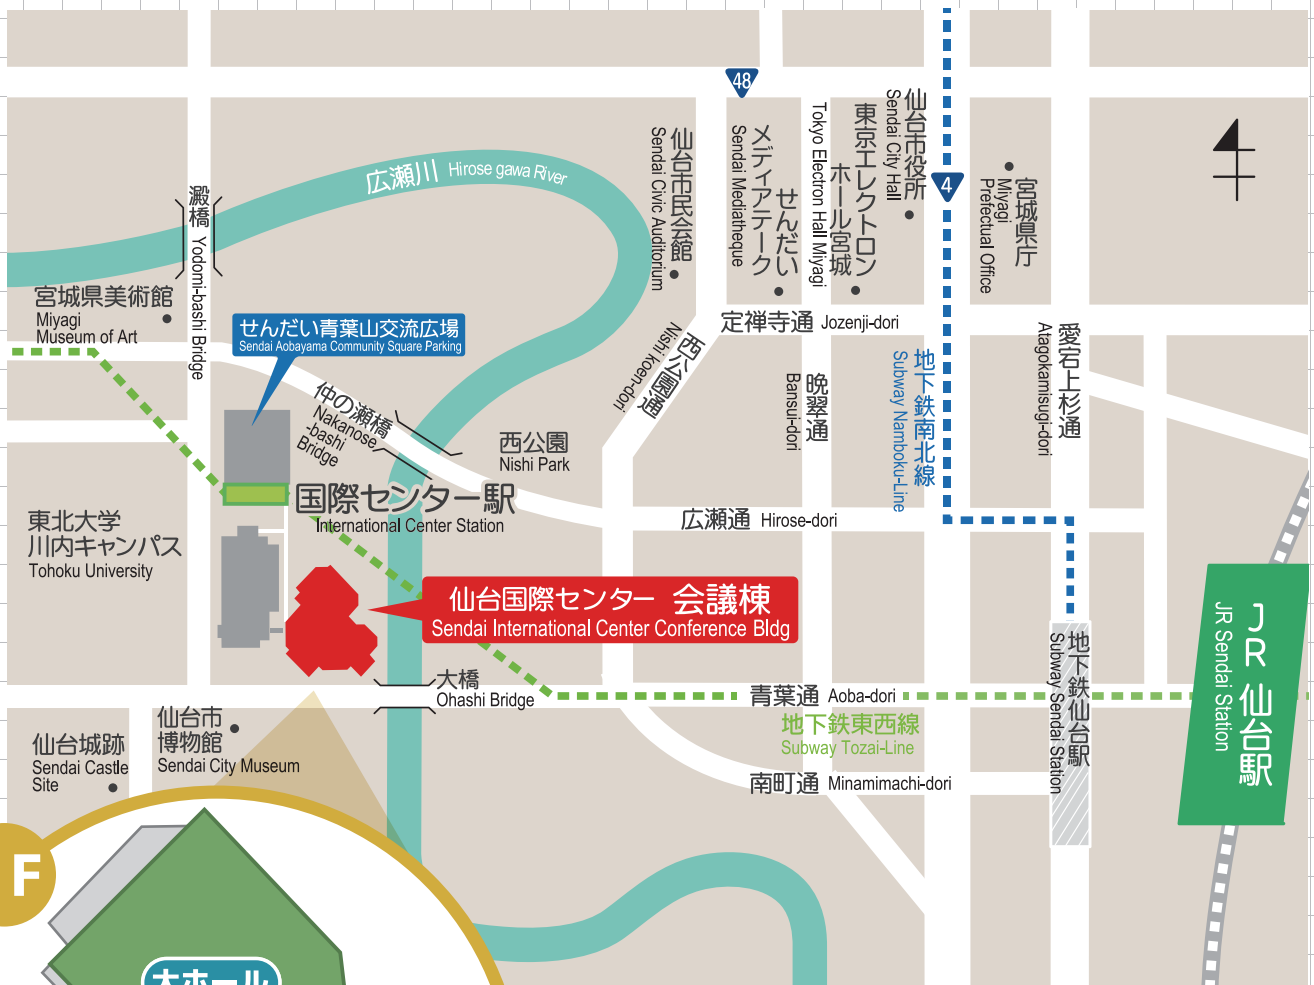 48
仙台市役所
Sendai City Hall
東京エレクトロン
ホール宮城
Tokyo Electron Hall Miyagi
せんだい
メディアテーク
Sendai Mediatheque
仙台市民会館
Sendai Civic Auditorium
4
宮城県庁
Miyagi
Prefectual Office
広瀬川 Hirose gawa River
澱橋 Yodomi-bashi Bridge
宮城県美術館
Miyagi
Museum of Art
せんだい青葉山交流広場
Sendai Aobayama Community Square Parking
定禅寺通 Jozenji-dori
西公園通
Nishi koen-dori
晩翠通
Bansui-dori
地下鉄南北線
Subway Namboku-Line
愛宕上杉通
Atagokamisugi-dori
仲の瀬橋
Nakanose
-bashi
Bridge
西公園
Nishi Park
国際センター駅
International Center Station
広瀬通 Hirose-dori
東北大学
川内キャンパス
Tohoku University
仙台国際センター 会議棟
Sendai International Center Conference Bldg
JR 仙台駅
JR Sendai Station
地下鉄仙台駅
Subway Sendai Station
大橋
Ohashi Bridge
青葉通 Aoba-dori
地下鉄東西線
Subway Tozai-Line
仙台市
博物館
Sendai City Museum
仙台城跡
Sendai Castle
Site
南町通 Minamimachi-dori
F
大ホール